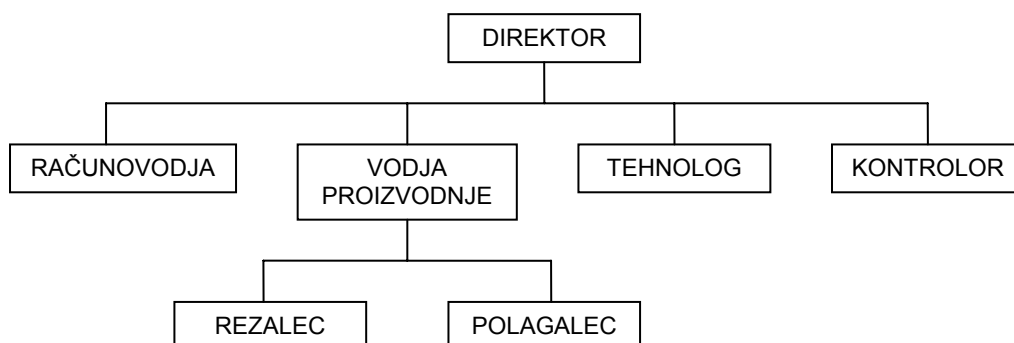 DIREKTOR
RAČUNOVODJA
VODJA
PROIZVODNJE
TEHNOLOG
KONTROLOR
REZALEC
POLAGALEC